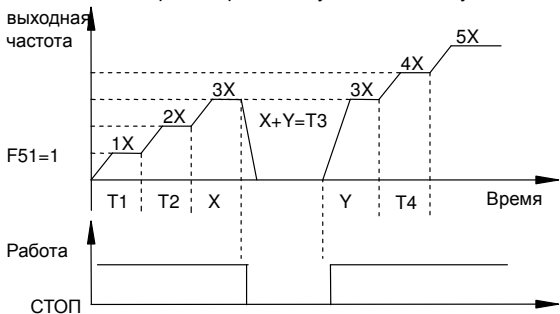 выходная
частота
5X
4X
3X
3X
2X
X+Y=T3
1X
F51=1
T1 T2 X Y T4 Время
Работа
СТОП